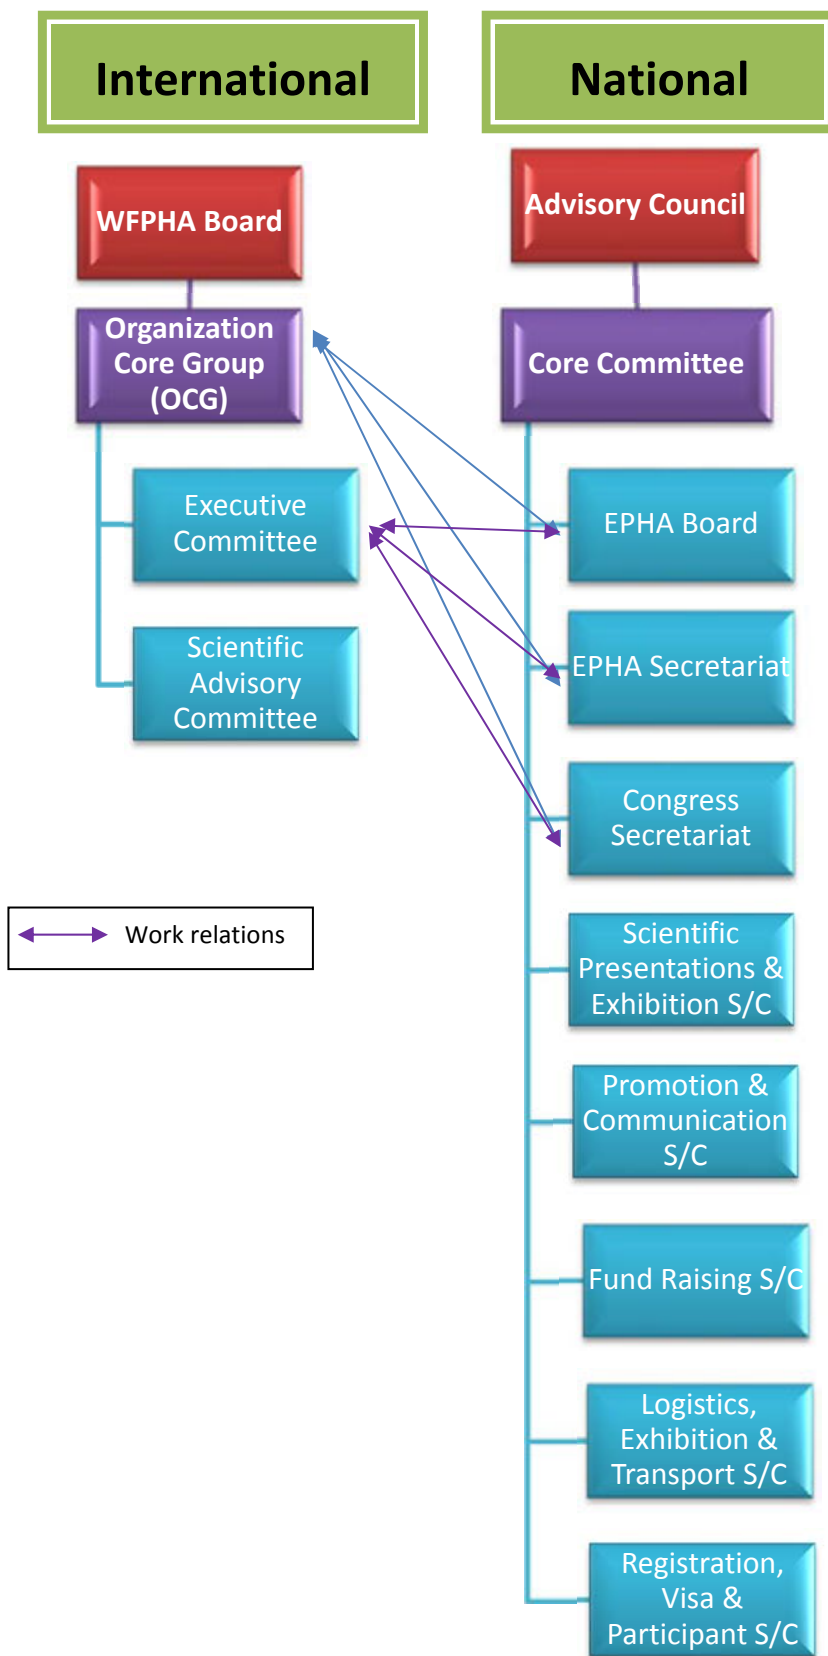 International
National
WFPHA Board
Advisory Council
Organization
Core Group
(OCG)
Core Committee
Executive
Committee
EPHA Board
Scientific
Advisory
Committee
EPHA Secretariat
Congress
Secretariat
Work relations
Scientific
Presentations &
Exhibition S/C
Promotion &
Communication
S/C
Fund Raising S/C
Logistics,
Exhibition &
Transport S/C
Registration,
Visa &
Participant S/C